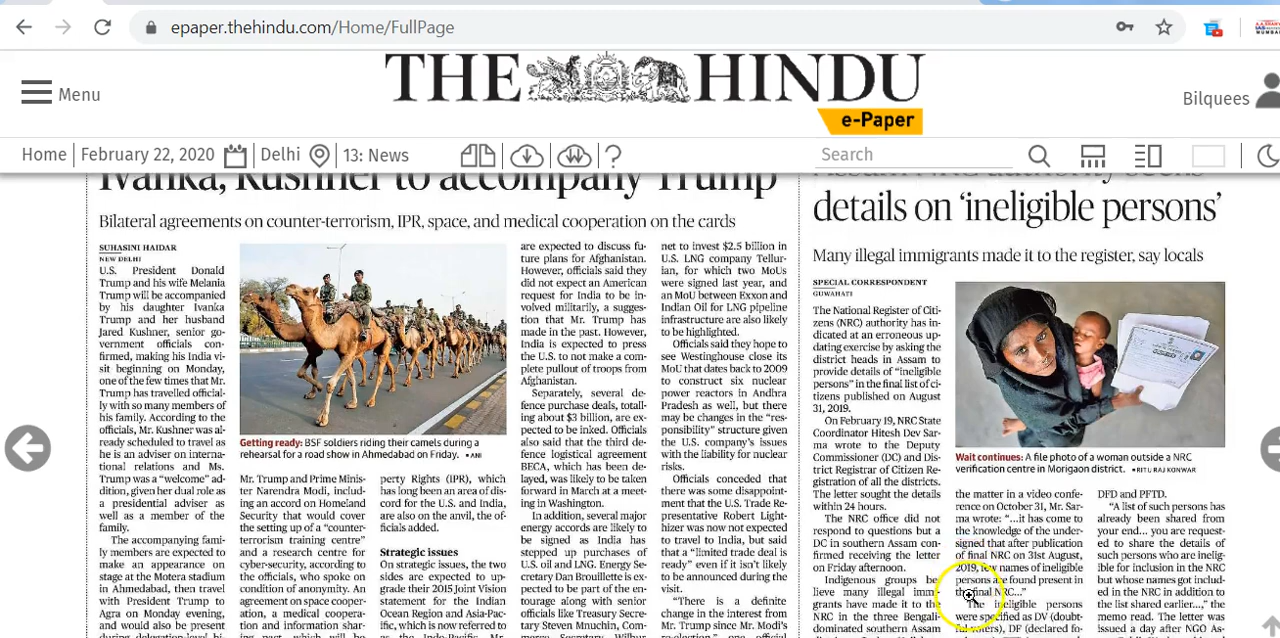 epaper.thehindu.com/Home/FullPage
Menu
THE HINDU
e-Paper
Bilquees
Home
February 22, 2020
Delhi
13: News
?
Search
Ivanka, Kushner to accompany Trump
Bilateral agreements on counter-terrorism, IPR, space, and medical cooperation on the cards
SUHASINI HAIDAR
NEW DELHI
U.S. President Donald
Trump and his wife Melania
Trump will be accompanied
by his daughter Ivanka
Trump and her husband
Jared Kushner, senior go-
vernment officials con-
firmed, making his India vi-
sit beginning on Monday,
one of the few times that Mr.
Trump has travelled official-
ly with so many members of
his family. According to the
officials, Mr. Kushner was al-
ready scheduled to travel as
he is an adviser on interna-
tional relations and Ms.
Trump was a "welcome" ad-
dition, given her dual role as
a presidential adviser as
well as a member of the
family.
The accompanying fami-
ly members are expected to
make an appearance on
stage at the Motera stadium
in Ahmedabad, then travel
with President Trump to
Agra on Monday evening,
and would also be present
Getting ready: BSF soldiers riding their camels during a
rehearsal for a road show in Ahmedabad on Friday. ▪ ANI
Mr. Trump and Prime Minis-
ter Narendra Modi, includ-
ing an accord on Homeland
Security that would cover
the setting up of a "counter-
terrorism training centre"
and a research centre for
cyber-security, according to
the officials, who spoke on
condition of anonymity. An
agreement on space cooper-
ation, a medical coopera-
tion and information shar-
perty Rights (IPR), which
has long been an area of dis-
cord for the U.S. and India,
are also on the anvil, the of-
ficials added.
Strategic issues
On strategic issues, the two
sides are expected to up-
grade their 2015 Joint Vision
statement for the Indian
Ocean Region and Asia-Pac-
ific, which is now referred to
are expected to discuss fu-
ture plans for Afghanistan.
However, officials said they
did not expect an American
request for India to be in-
volved militarily, a sugges-
tion that Mr. Trump has
made in the past. However,
India is expected to press
the U.S. to not make a com-
plete pullout of troops from
Afghanistan.
Separately, several de-
fence purchase deals, total-
ling about $3 billion, are ex-
pected to be inked. Officials
also said that the third de-
fence logistical agreement
BECA, which has been de-
layed, was likely to be taken
forward in March at a meet-
ing in Washington.
In addition, several major
energy accords are likely to
be signed as India has
stepped up purchases of
U.S. oil and LNG. Energy Se-
cretary Dan Brouillette is ex-
pected to be part of the en-
tourage along with senior
officials like Treasury Secre-
tary Steven Mnuchin, Com-
net to invest $2.5 billion in
U.S. LNG company Tellur-
ian, for which two MoUs
were signed last year, and
an MoU between Exxon and
Indian Oil for LNG pipeline
infrastructure are also likely
to be highlighted.
Officials said they hope to
see Westinghouse close its
MoU that dates back to 2009
to construct six nuclear
power reactors in Andhra
Pradesh as well, but there
may be changes in the "res-
ponsibility" structure given
the U.S. company's issues
with the liability for nuclear
risks.
Officials conceded that
there was some disappoint-
ment that the U.S. Trade Re-
presentative Robert Light-
hizer was now not expected
to travel to India, but said
that a "limited trade deal is
ready" even if it isn't likely
to be announced during the
visit.
"There is a definite
change in the interest from
Mr. Trump since Mr. Modi's
details on 'ineligible persons'
Many illegal immigrants made it to the register, say locals
SPECIAL CORRESPONDENT
GUWAHATI
The National Register of Citi-
zens (NRC) authority has in-
dicated at an erroneous up-
dating exercise by asking the
district heads in Assam to
provide details of "ineligible
persons" in the final list of ci-
tizens published on August
31, 2019.
On February 19, NRC State
Coordinator Hitesh Dev Sar-
ma wrote to the Deputy
Commissioner (DC) and Dis-
trict Registrar of Citizen Re-
gistration of all the districts.
The letter sought the details
within 24 hours.
The NRC office did not
respond to questions but a
DC in southern Assam con-
firmed receiving the letter
on Friday afternoon.
Indigenous groups be-
lieve many illegal immi-
grants have made it to the
NRC in the three Bengali-
dominated southern Assam
Wait continues: A file photo of a woman outside a NRC
verification centre in Morigaon district. ▪ RITU RAJ KONWAR
the matter in a video confe-
rence on October 31, Mr. Sar-
ma wrote: "...it has come to
the knowledge of the under-
signed that after publication
of final NRC on 31st August,
2019, few names of ineligible
persons are found present in
the final NRC..."
The ineligible persons
were specified as DV (doubt-
ful voters), DF (declared fo-
DFD and PFTD.
"A list of such persons has
already been shared from
your end... you are request-
ed to share the details of
such persons who are inelig-
ible for inclusion in the NRC
but whose names got includ-
ed in the NRC in addition to
the list shared earlier...," the
memo read. The letter was
issued a day after NGO As-